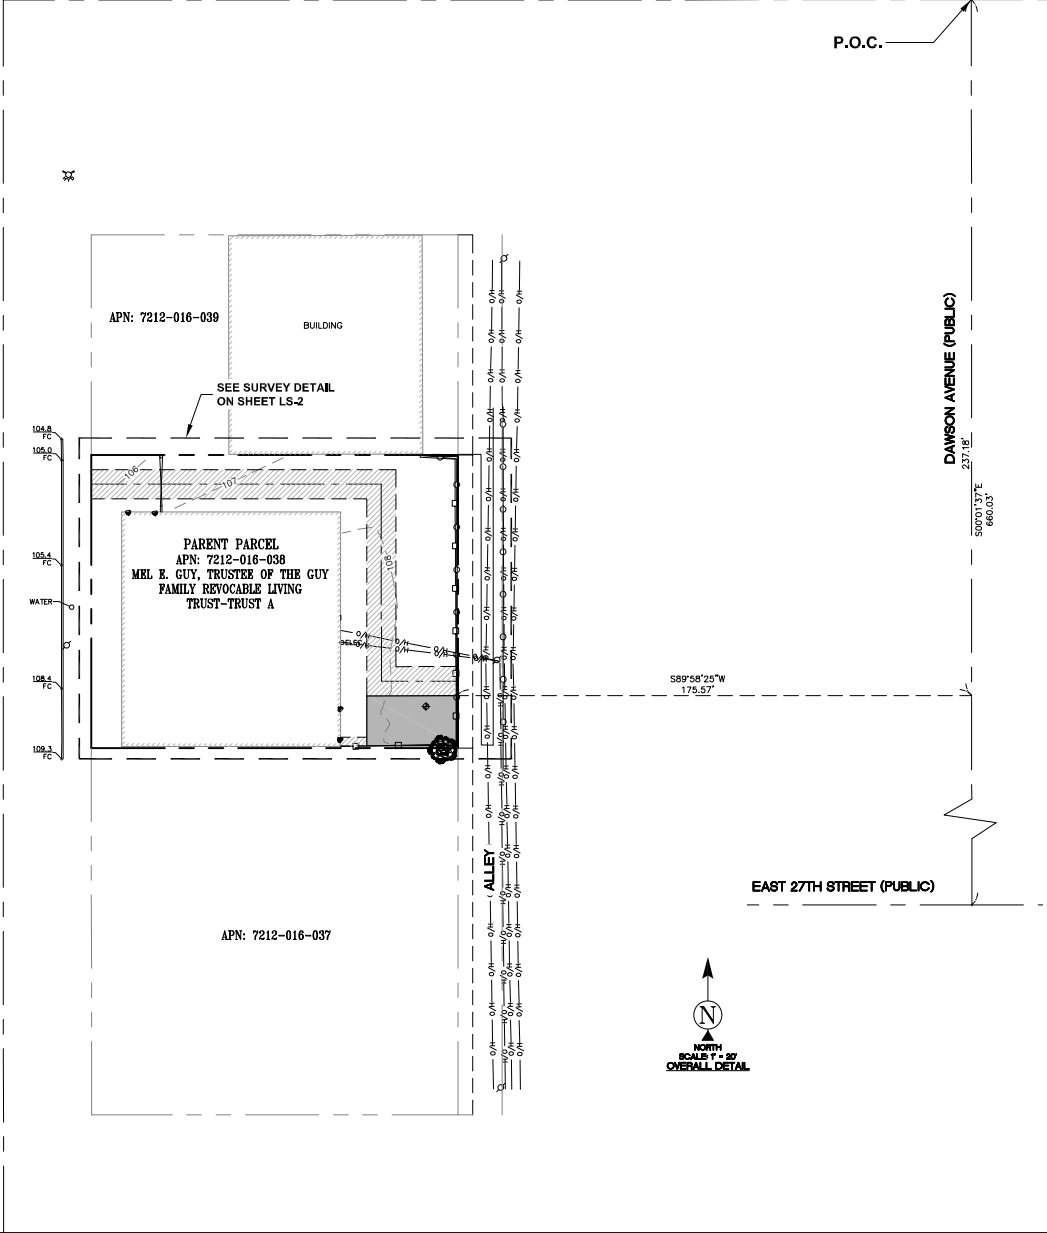 P.O.C.
APN: 7212-016-039
BUILDING
DAWSON AVENUE (PUBLIC)
237.18'
S00°01'37"E
660.03'
SEE SURVEY DETAIL
ON SHEET LS-2
104.8
FC
105.0
FC
106
107
108
PARENT PARCEL
APN: 7212-016-038
MEL E. GUY, TRUSTEE OF THE GUY
FAMILY REVOCABLE LIVING
TRUST-TRUST A
105.4
FC
WATER
108.4
FC
109.3
FC
S89°58'25"W
175.57'
O/H
ALLEY
EAST 27TH STREET (PUBLIC)
APN: 7212-016-037
N
NORTH
SCALE: 1" = 20'
OVERALL DETAIL